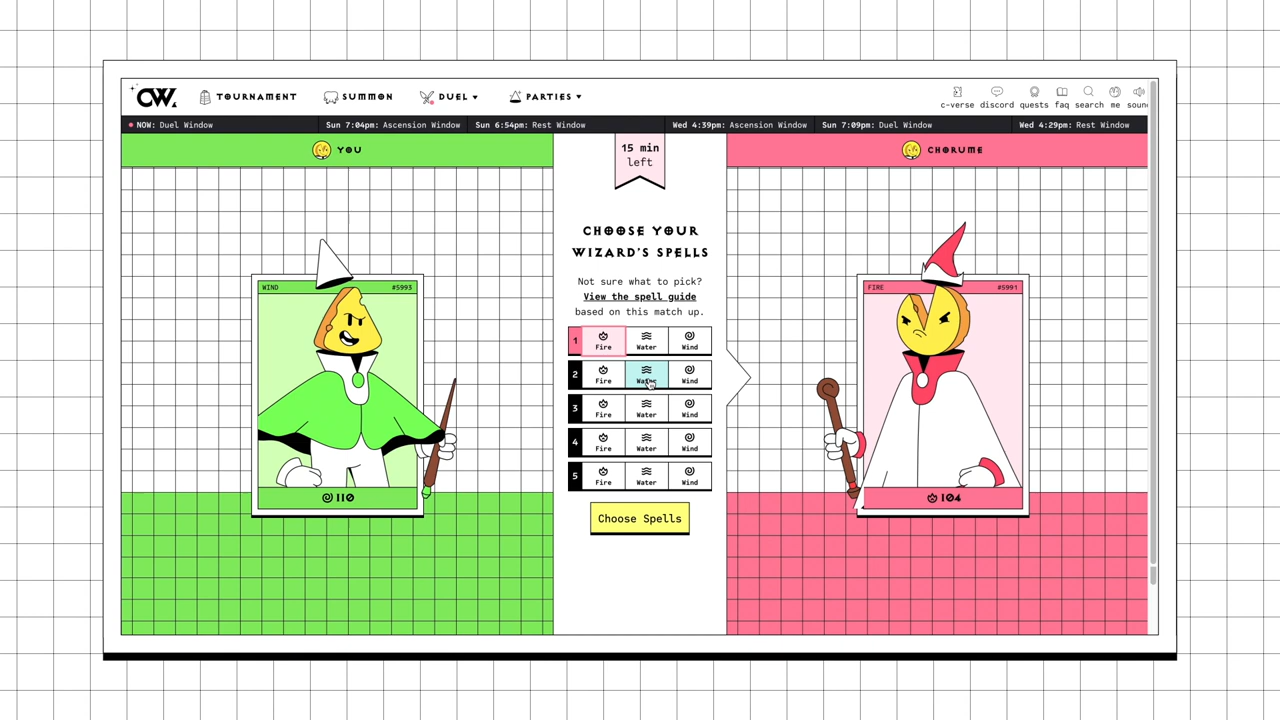 CW.
TOURNAMENT
SUMMON
DUEL
PARTIES
c-verse discord quests faq search me soun
NOW: Duel Window
Sun 7:04pm: Ascension Window
Sun 6:54pm: Rest Window
Wed 4:39pm: Ascension Window
Sun 7:09pm: Duel Window
Wed 4:29pm: Rest Window
YOU
15 min
left
CHORUME
CHOOSE YOUR
WIZARD'S SPELLS
Not sure what to pick?
View the spell guide
based on this match up.
WIND #5993
110
1 Fire Water Wind
2 Fire Water Wind
3 Fire Water Wind
4 Fire Water Wind
5 Fire Water Wind
Choose Spells
FIRE #5991
104